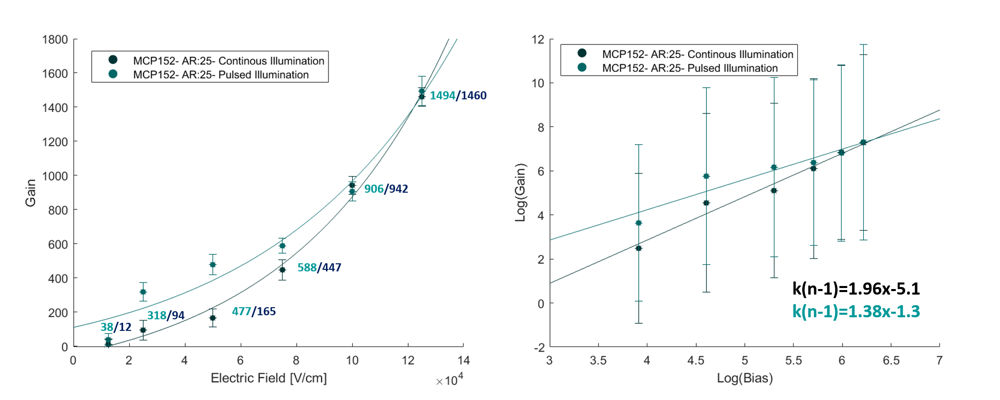 1800
1600
1400
1200
1000
800
600
400
200
0
Gain
MCP152- AR:25- Continous Illumination
MCP152- AR:25- Pulsed Illumination
1494/1460
906/942
588/447
477/165
318/94
38/12
0 2 4 6 8 10 12 14
Electric Field [V/cm]
×10^4
12
10
8
6
4
2
0
-2
Log(Gain)
MCP152- AR:25- Continous Illumination
MCP152- AR:25- Pulsed Illumination
k(n-1)=1.96x-5.1
k(n-1)=1.38x-1.3
3 3.5 4 4.5 5 5.5 6 6.5 7
Log(Bias)